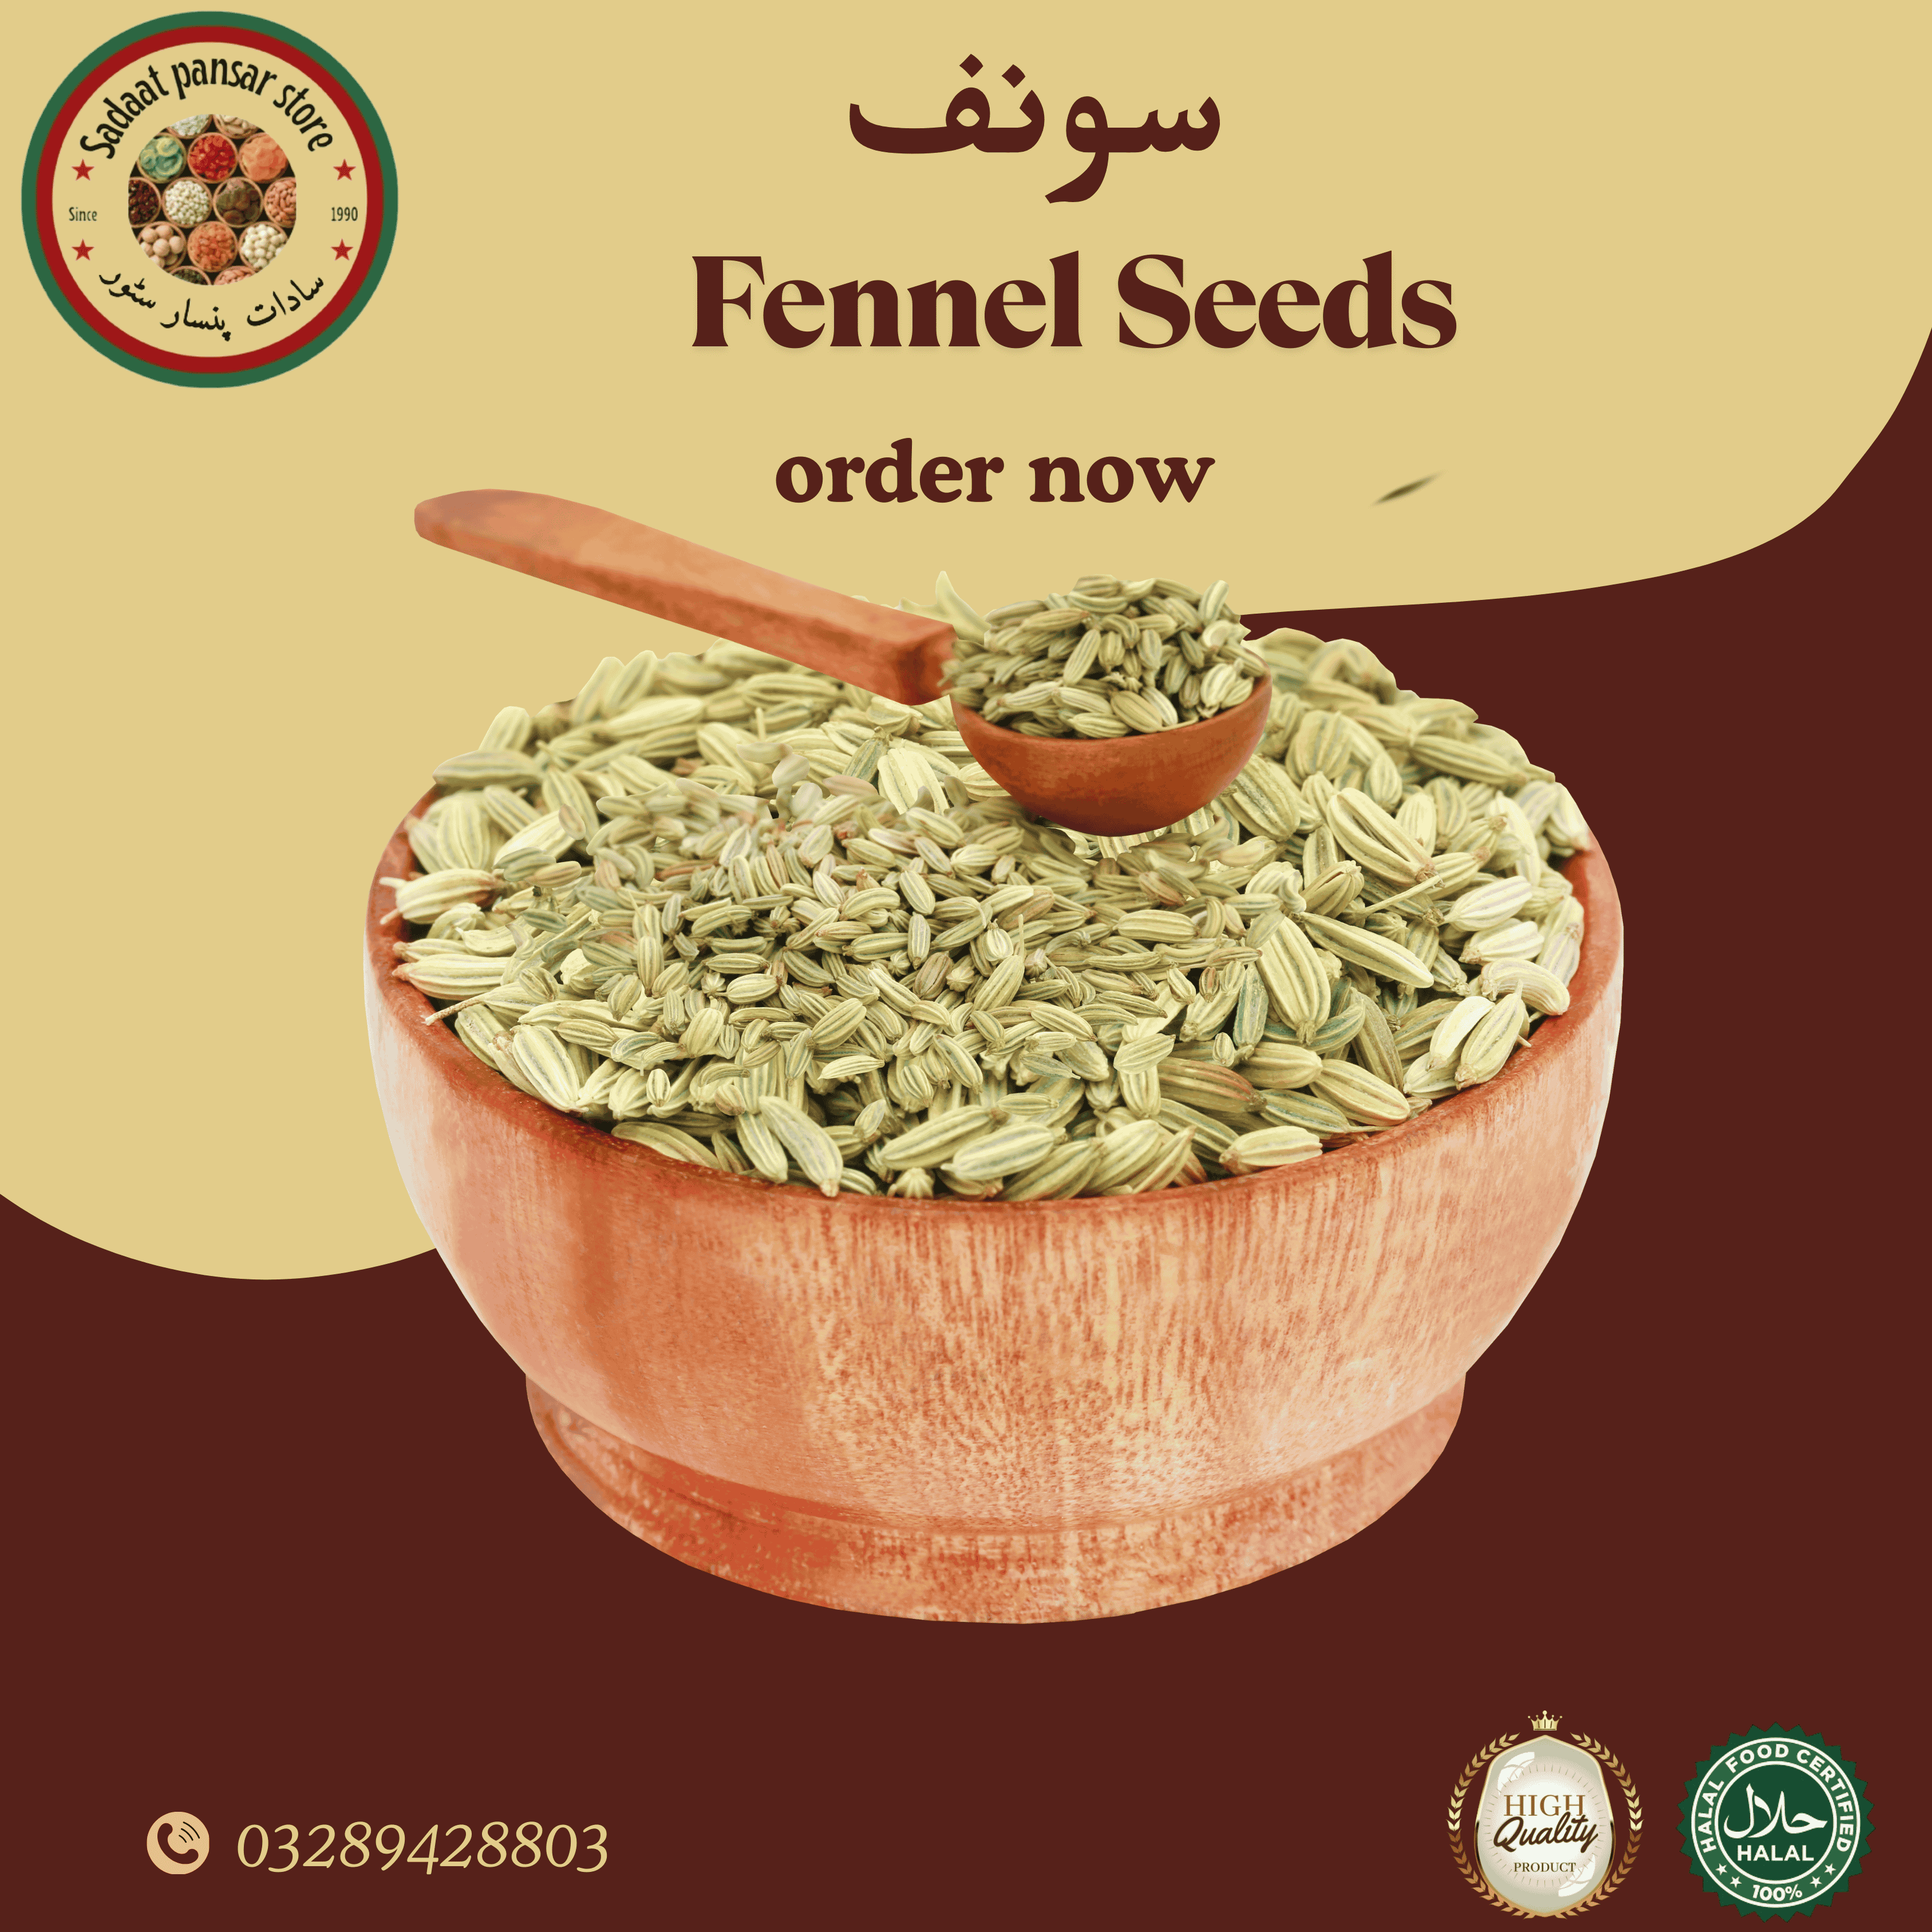 Sadaat pansar store
Since 1990
سادات پنسار سٹور
سونف
Fennel Seeds
order now
03289428803
HIGH
Quality
PRODUCT
HALAL FOOD CERTIFIED
حلال
HALAL
100%